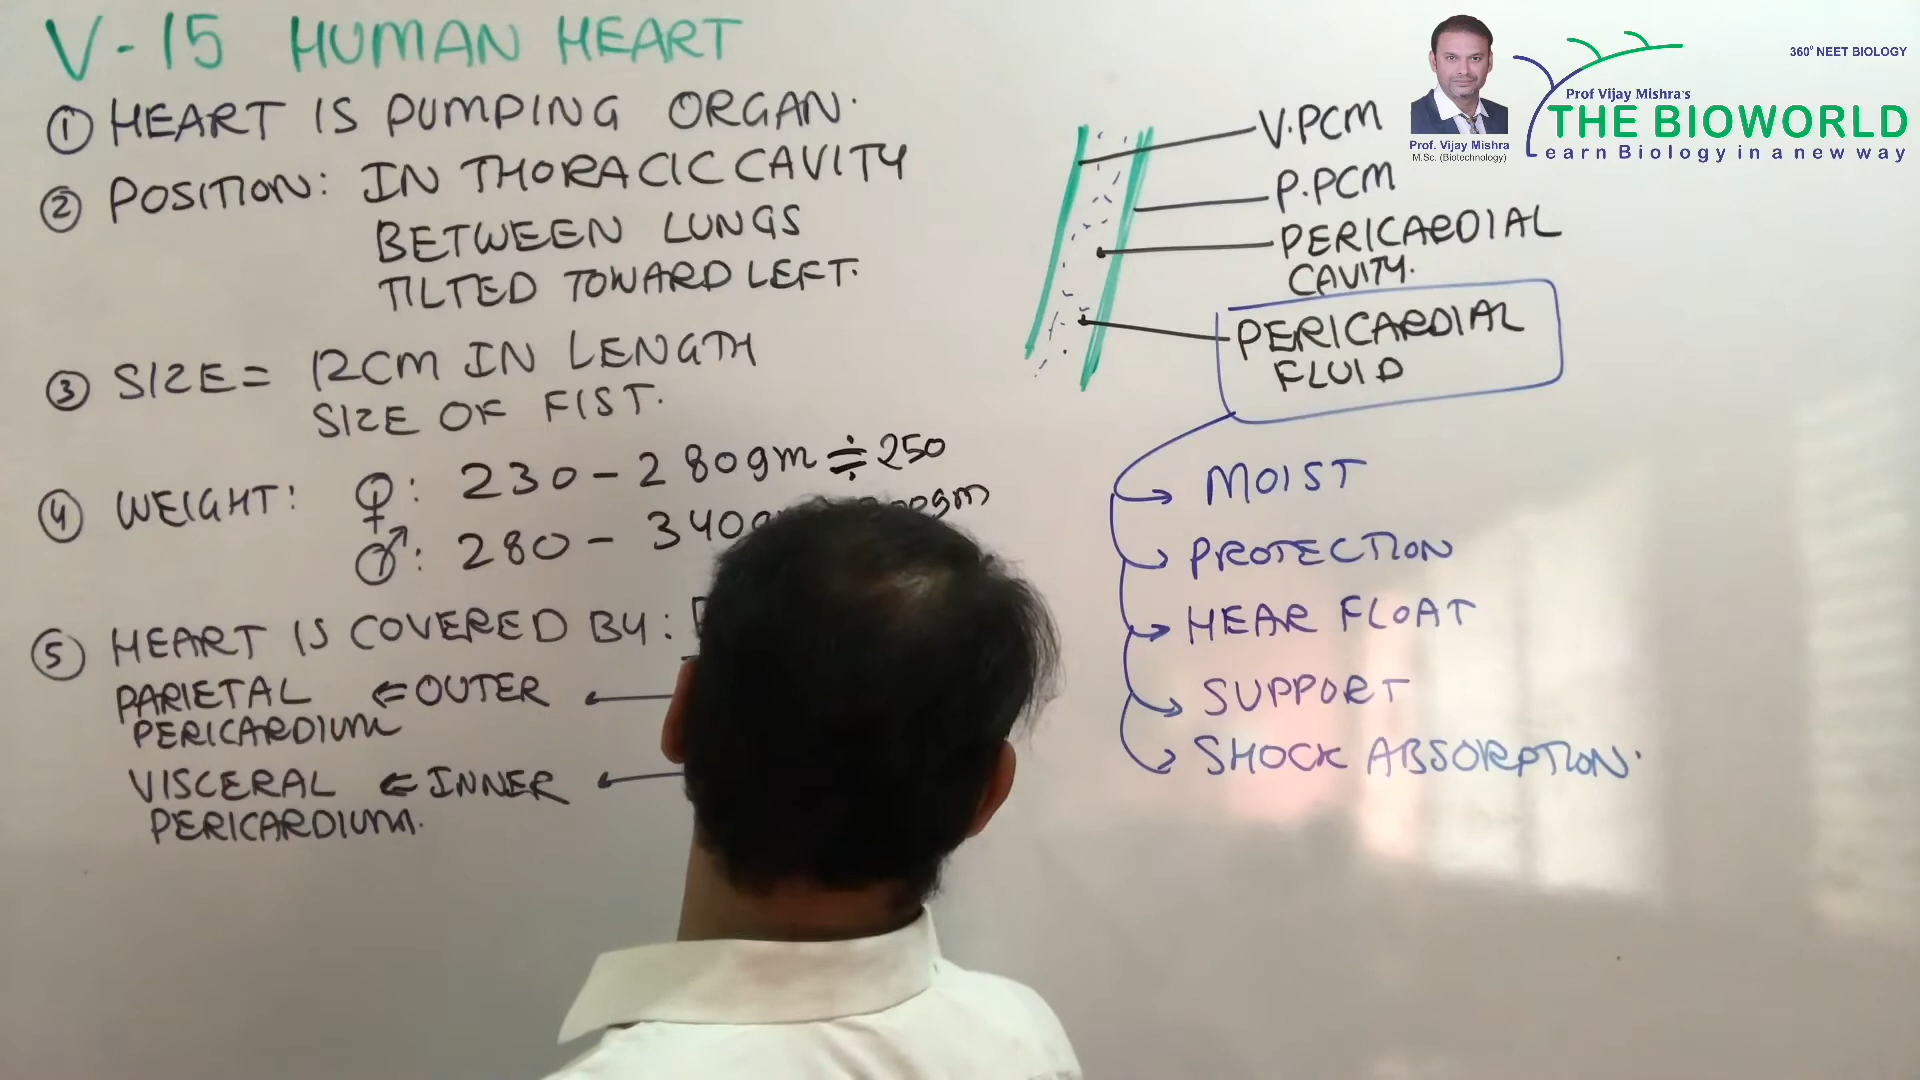 V-15 HUMAN HEART
① HEART IS PUMPING ORGAN.
② POSITION: IN THORACIC CAVITY
BETWEEN LUNGS
TILTED TOWARD LEFT.
③ SIZE = 12CM IN LENGTH
SIZE OF FIST.
④ WEIGHT: ♀: 230 - 280gm ≑ 250
♂: 280 - 340
gm
⑤ HEART IS COVERED BY:
PARIETAL ⇐ OUTER ←
PERICARDIUM
VISCERAL ⇐ INNER ←
PERICARDIUM.
V.PCM
P.PCM
PERICARDIAL
CAVITY.
PERICARDIAL
FLUID
→ MOIST
→ PROTECTION
→ HEAR FLOAT
→ SUPPORT
→ SHOCK ABSORPTION.
Prof. Vijay Mishra
M.Sc. (Biotechnology)
360° NEET BIOLOGY
Prof Vijay Mishra's
THE BIOWORLD
Learn Biology in a new way